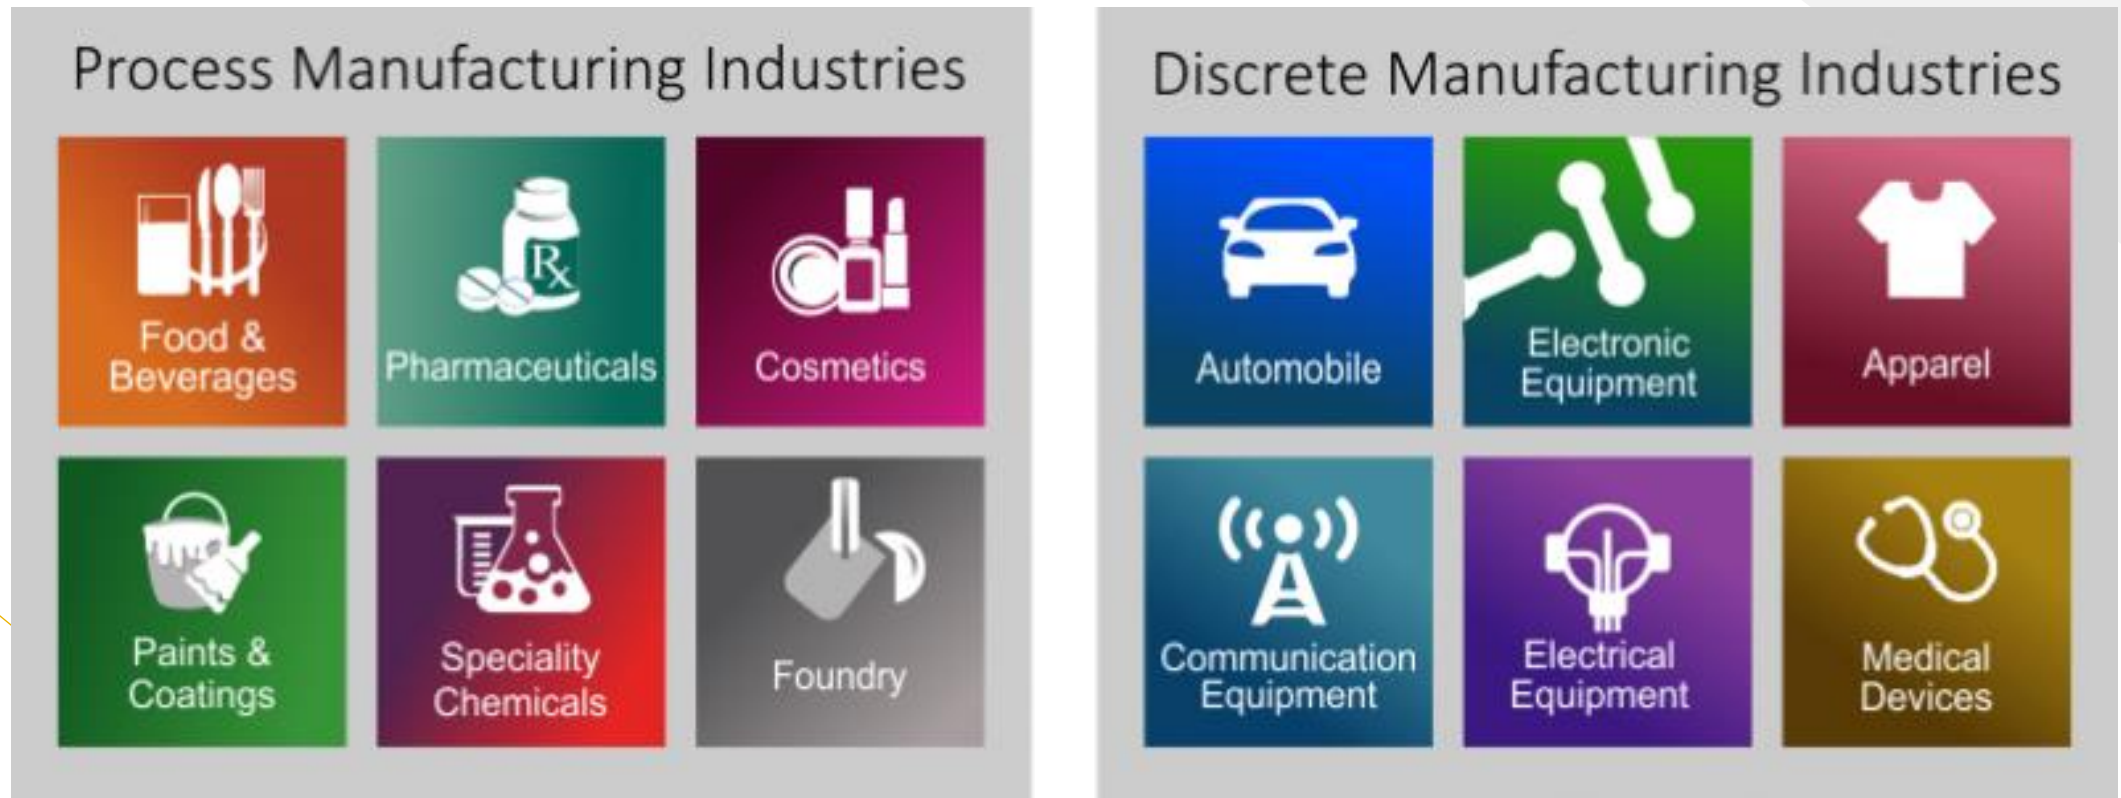 Process Manufacturing Industries
Food &
Beverages
Rx
Pharmaceuticals
Cosmetics
Paints &
Coatings
Speciality
Chemicals
Foundry
Discrete Manufacturing Industries
Automobile
Electronic
Equipment
Apparel
Communication
Equipment
Electrical
Equipment
Medical
Devices